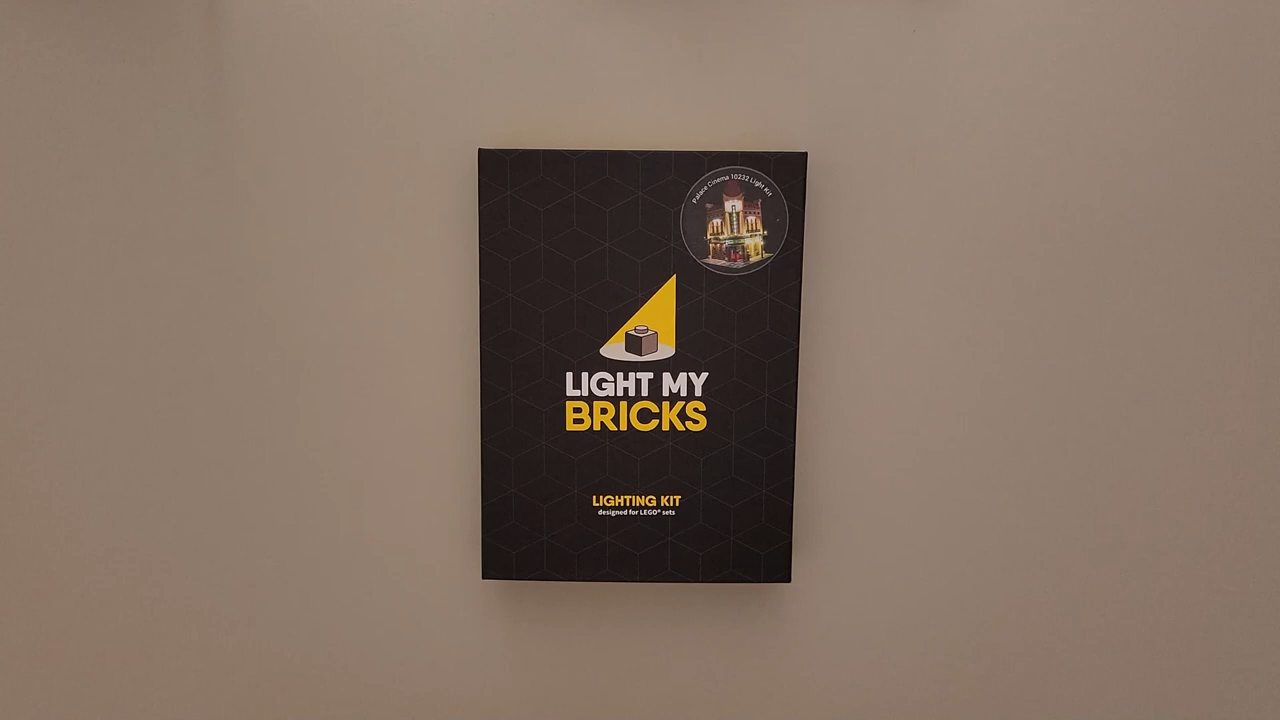 Palace Cinema 10232 Light Kit
LIGHT MY
BRICKS
LIGHTING KIT
designed for LEGO® sets